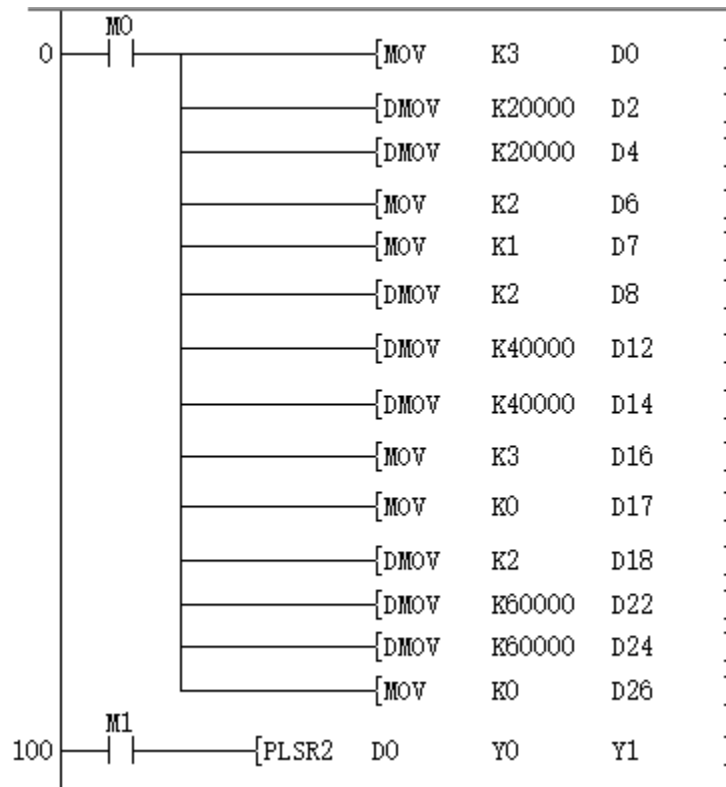 M0
0 [MOV K3 D0 ]
[DMOV K20000 D2 ]
[DMOV K20000 D4 ]
[MOV K2 D6 ]
[MOV K1 D7 ]
[DMOV K2 D8 ]
[DMOV K40000 D12 ]
[DMOV K40000 D14 ]
[MOV K3 D16 ]
[MOV K0 D17 ]
[DMOV K2 D18 ]
[DMOV K60000 D22 ]
[DMOV K60000 D24 ]
[MOV K0 D26 ]
M1
100 [PLSR2 D0 Y0 Y1 ]